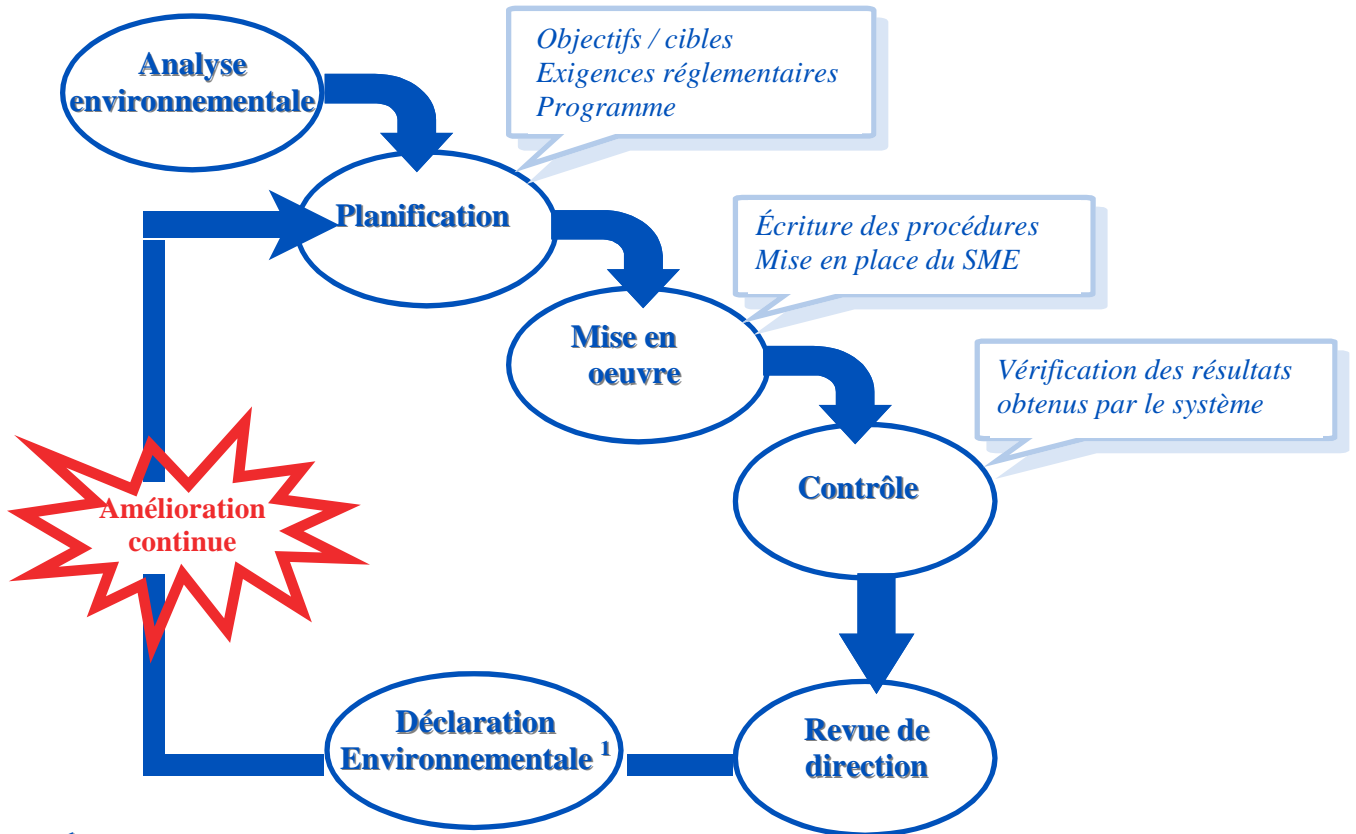 Analyse
environnementale
Objectifs / cibles
Exigences réglementaires
Programme
Planification
Écriture des procédures
Mise en place du SME
Mise en
oeuvre
Vérification des résultats
obtenus par le système
Contrôle
Amélioration
continue
Déclaration
Environnementale 1
Revue de
direction